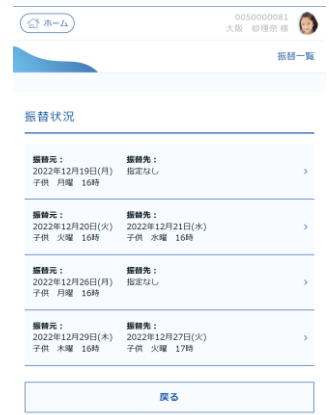 ホーム
0050000081
大阪 紗理奈 様
振替一覧
振替状況
振替元： 振替先：
2022年12月19日(月) 指定なし
子供 月曜 16時
振替元： 振替先：
2022年12月20日(火) 2022年12月21日(水)
子供 火曜 16時 子供 水曜 16時
振替元： 振替先：
2022年12月26日(月) 指定なし
子供 月曜 16時
振替元： 振替先：
2022年12月29日(木) 2022年12月27日(火)
子供 木曜 16時 子供 火曜 17時
戻る